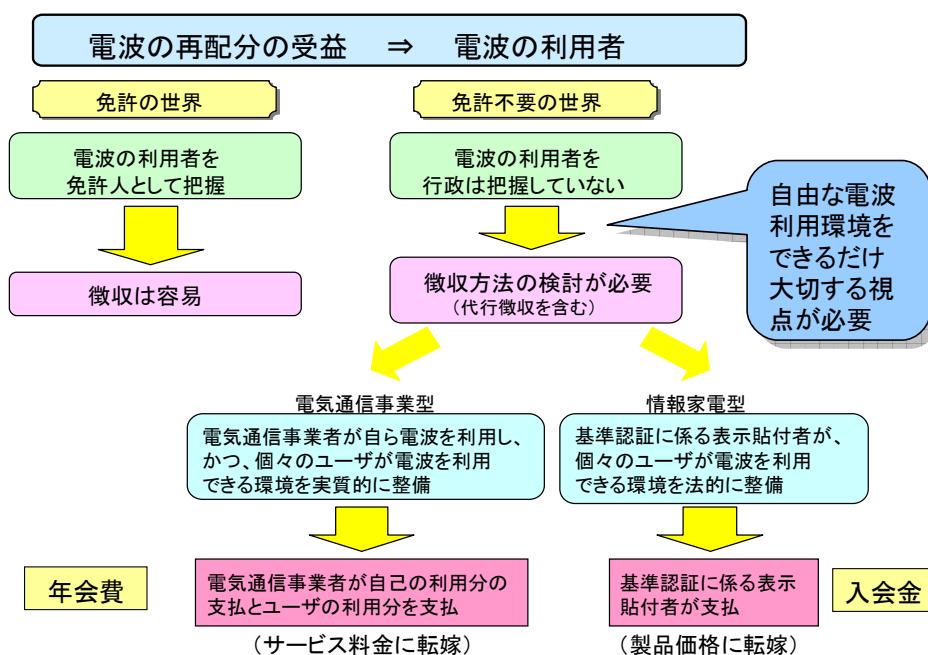 電波の再配分の受益 ⇒ 電波の利用者
免許の世界
免許不要の世界
電波の利用者を
免許人として把握
電波の利用者を
行政は把握していない
自由な電波
利用環境を
できるだけ
大切する視
点が必要
徴収は容易
徴収方法の検討が必要
(代行徴収を含む)
電気通信事業型
電気通信事業者が自ら電波を利用し、
かつ、個々のユーザが電波を利用
できる環境を実質的に整備
情報家電型
基準認証に係る表示貼付者が、
個々のユーザが電波を利用
できる環境を法的に整備
年会費
電気通信事業者が自己の利用分の
支払とユーザの利用分を支払
(サービス料金に転嫁)
基準認証に係る表示
貼付者が支払
(製品価格に転嫁)
入会金